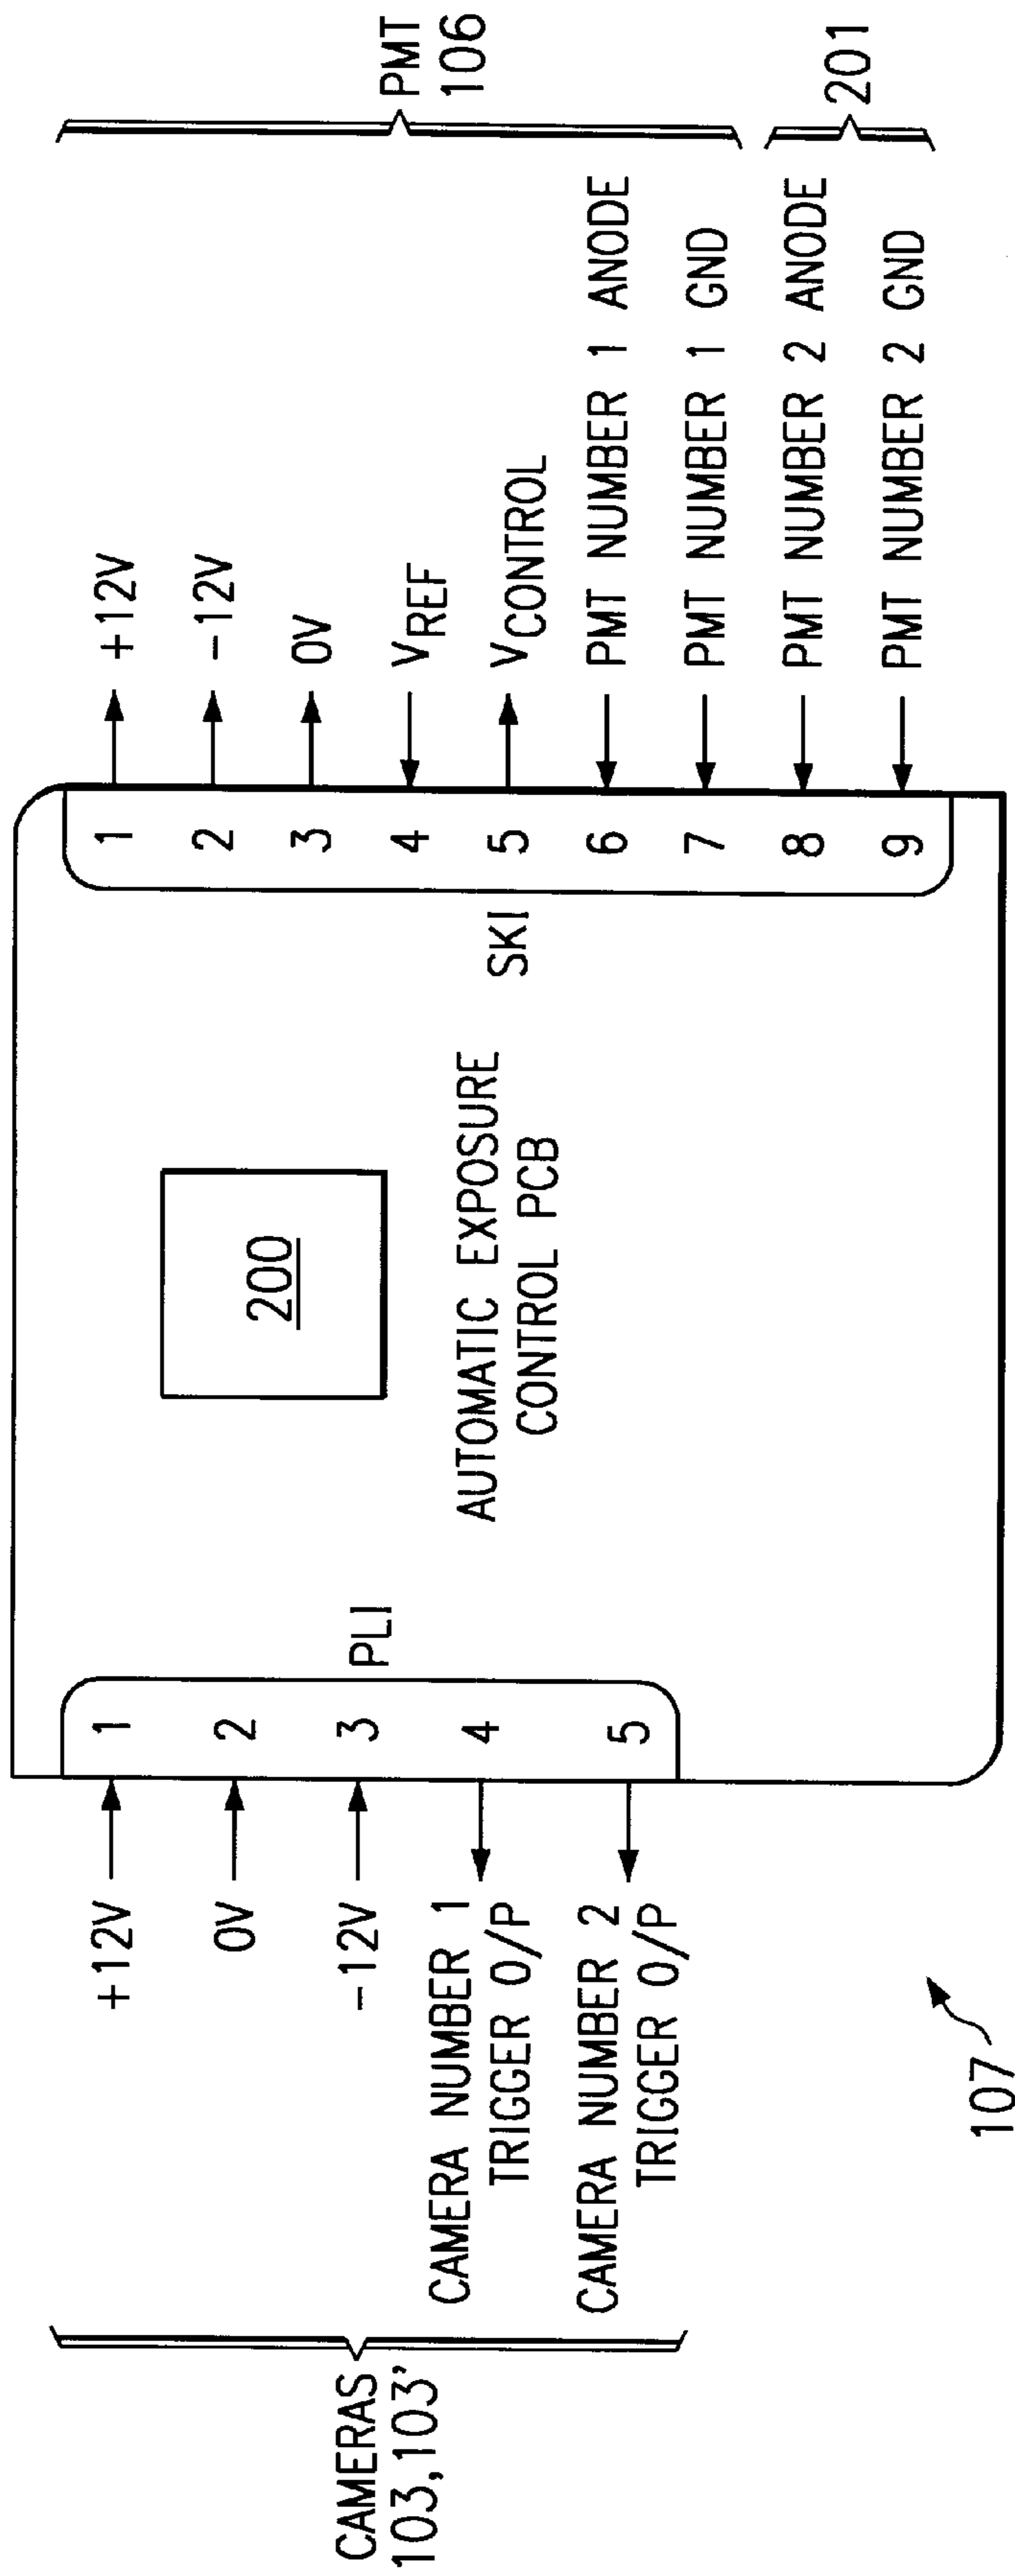 CAMERAS
103,103'
+12V
0V
-12V
CAMERA NUMBER 1
TRIGGER O/P
CAMERA NUMBER 2
TRIGGER O/P
107
1
2
3
4
5
PLI
200
AUTOMATIC EXPOSURE
CONTROL PCB
SKI
1
2
3
4
5
6
7
8
9
+12V
-12V
0V
VREF
VCONTROL
PMT NUMBER 1 ANODE
PMT NUMBER 1 GND
PMT NUMBER 2 ANODE
PMT NUMBER 2 GND
PMT
106
201